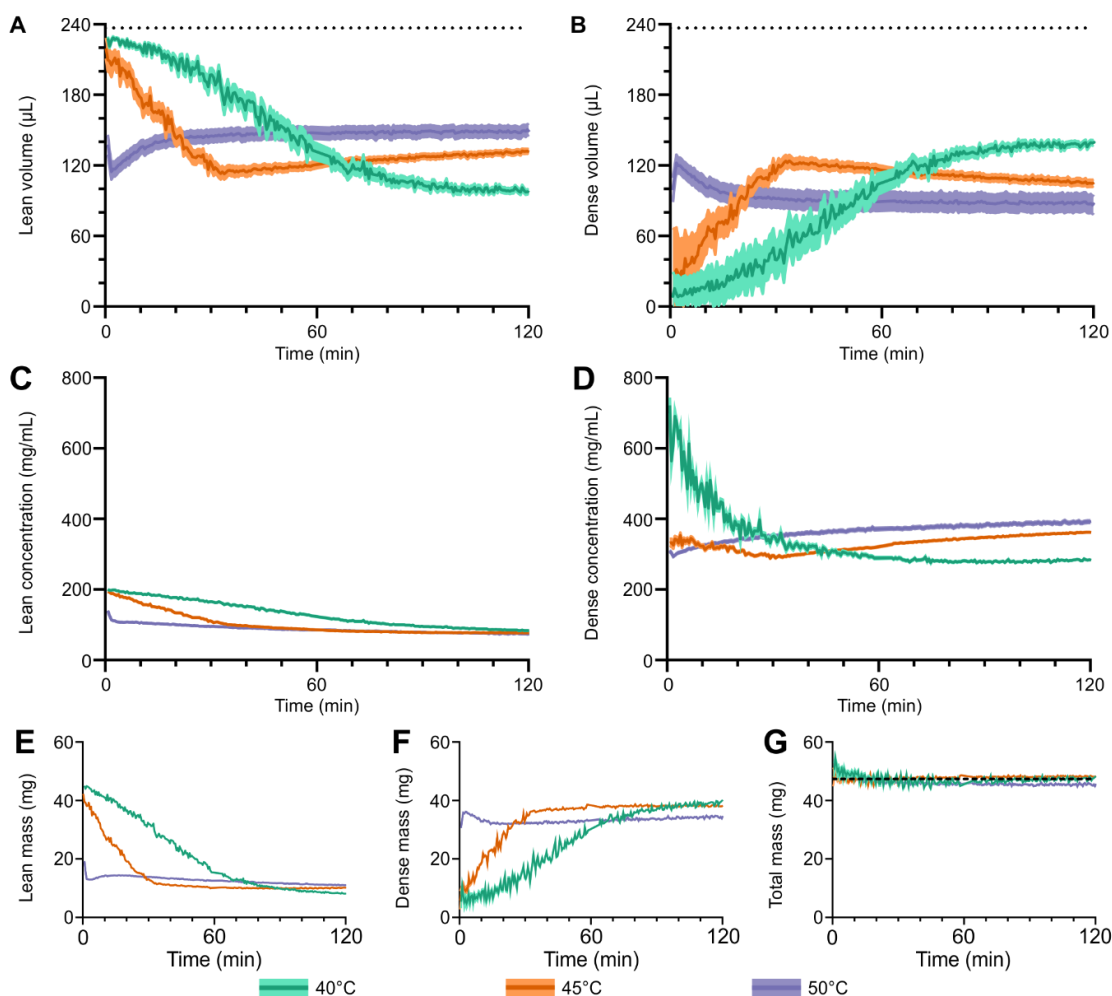 A
Lean volume (µL)
240
180
120
60
0
0 60 120
Time (min)
B
Dense volume (µL)
240
180
120
60
0
0 60 120
Time (min)
C
Lean concentration (mg/mL)
800
600
400
200
0
0 60 120
Time (min)
D
Dense concentration (mg/mL)
800
600
400
200
0
0 60 120
Time (min)
E
Lean mass (mg)
60
40
20
0
0 60 120
Time (min)
F
Dense mass (mg)
60
40
20
0
0 60 120
Time (min)
G
Total mass (mg)
60
40
20
0
0 60 120
Time (min)
40°C 45°C 50°C